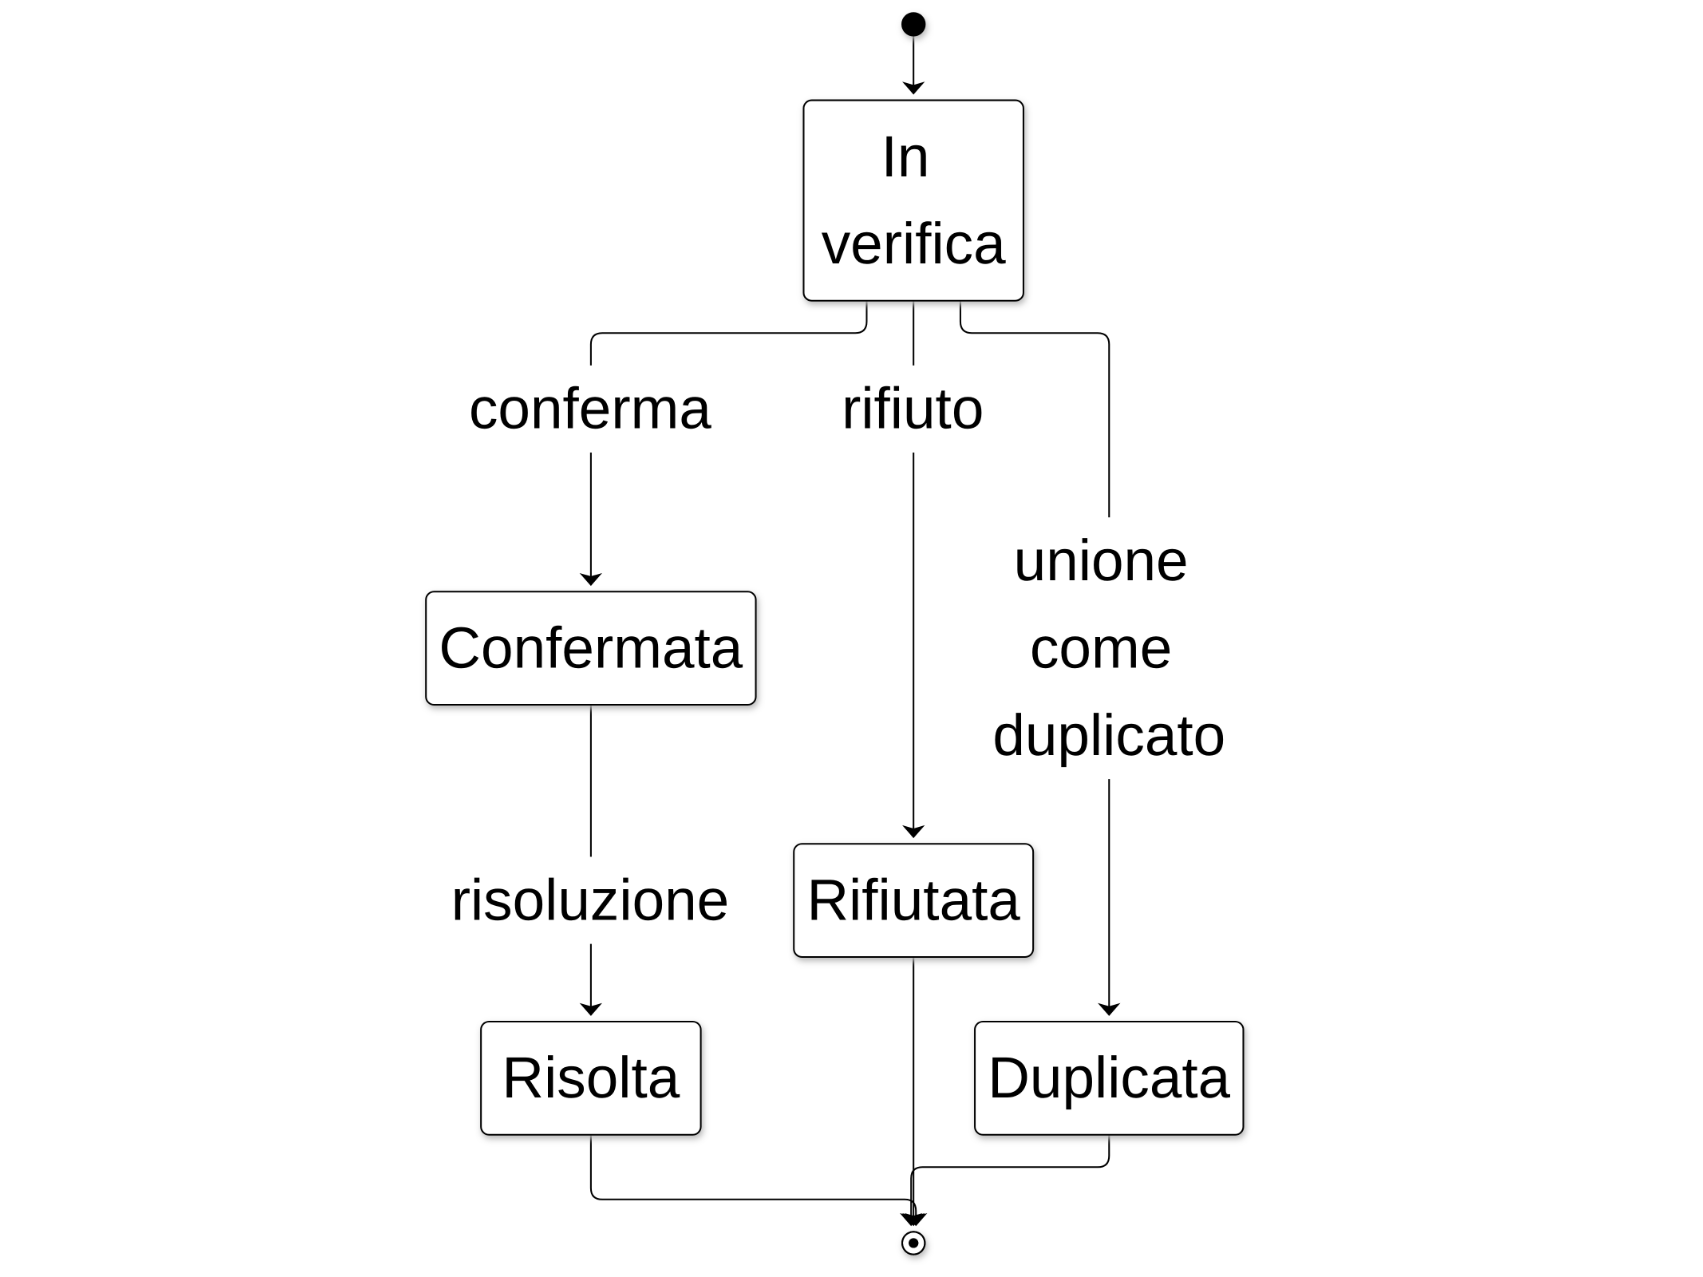 In
verifica
conferma
rifiuto
unione
come
duplicato
Confermata
risoluzione
Rifiutata
Risolta
Duplicata